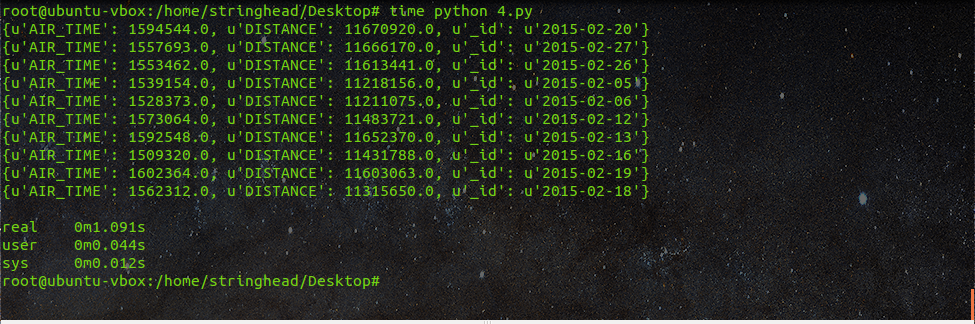 root@ubuntu-vbox:/home/stringhead/Desktop# time python 4.py
{u'AIR_TIME': 1594544.0, u'DISTANCE': 11670920.0, u'_id': u'2015-02-20'}
{u'AIR_TIME': 1557693.0, u'DISTANCE': 11666170.0, u'_id': u'2015-02-27'}
{u'AIR_TIME': 1553462.0, u'DISTANCE': 11613441.0, u'_id': u'2015-02-26'}
{u'AIR_TIME': 1539154.0, u'DISTANCE': 11218156.0, u'_id': u'2015-02-05'}
{u'AIR_TIME': 1528373.0, u'DISTANCE': 11211075.0, u'_id': u'2015-02-06'}
{u'AIR_TIME': 1573064.0, u'DISTANCE': 11483721.0, u'_id': u'2015-02-12'}
{u'AIR_TIME': 1592548.0, u'DISTANCE': 11652370.0, u'_id': u'2015-02-13'}
{u'AIR_TIME': 1509320.0, u'DISTANCE': 11431788.0, u'_id': u'2015-02-16'}
{u'AIR_TIME': 1602364.0, u'DISTANCE': 11603063.0, u'_id': u'2015-02-19'}
{u'AIR_TIME': 1562312.0, u'DISTANCE': 11315650.0, u'_id': u'2015-02-18'}
real    0m1.091s
user    0m0.044s
sys     0m0.012s
root@ubuntu-vbox:/home/stringhead/Desktop#